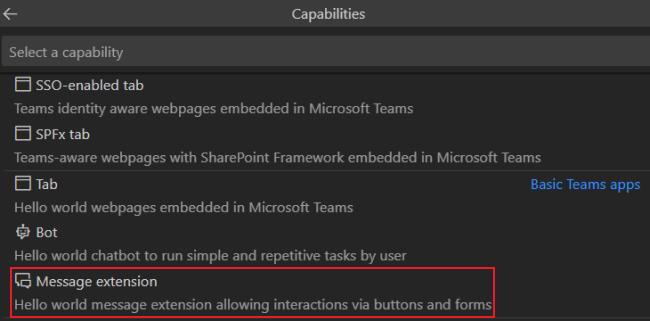 Capabilities
Select a capability
SSO-enabled tab
Teams identity aware webpages embedded in Microsoft Teams
SPFx tab
Teams-aware webpages with SharePoint Framework embedded in Microsoft Teams
Tab Basic Teams apps
Hello world webpages embedded in Microsoft Teams
Bot
Hello world chatbot to run simple and repetitive tasks by user
Message extension
Hello world message extension allowing interactions via buttons and forms